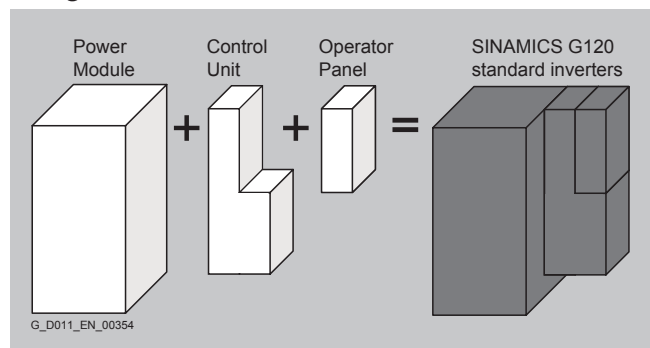 Power
Module
Control
Unit
Operator
Panel
SINAMICS G120
standard inverters
+ + =
G_D011_EN_00354